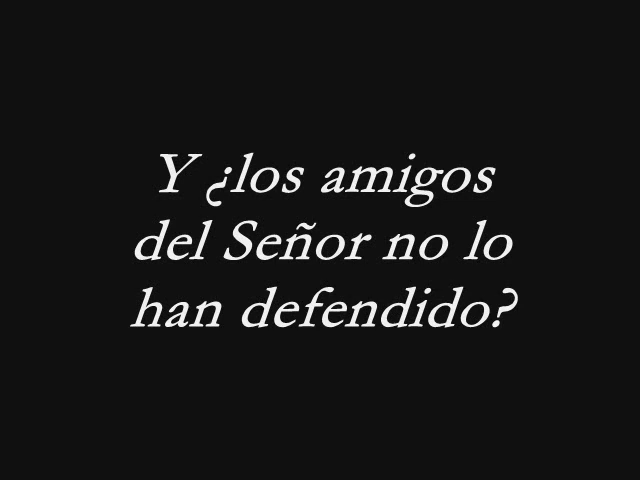 Y ¿los amigos
del Señor no lo
han defendido?